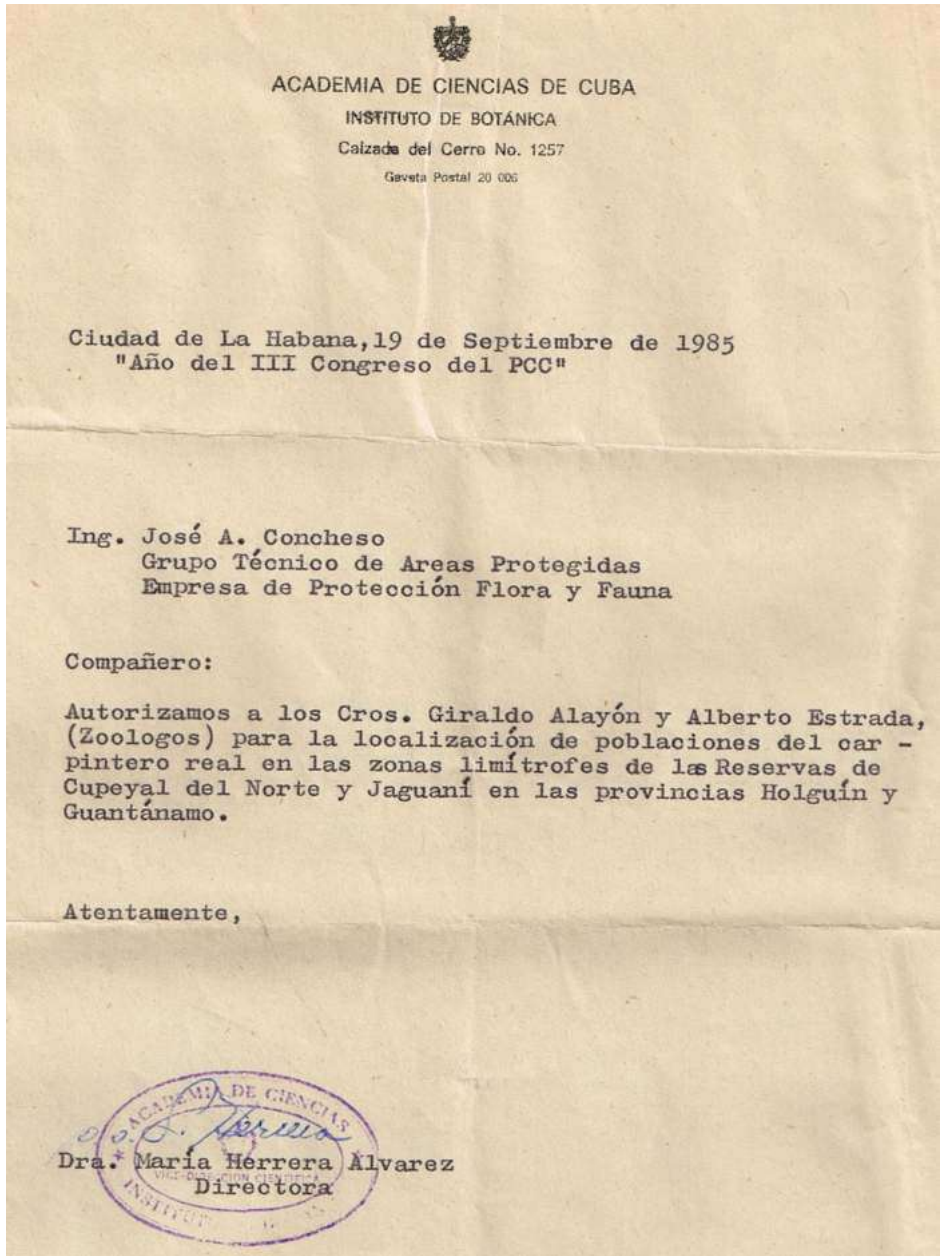 ACADEMIA DE CIENCIAS DE CUBA
INSTITUTO DE BOTÁNICA
Calzada del Cerro No. 1257
Gaveta Postal 20 006
Ciudad de La Habana,19 de Septiembre de 1985
"Año del III Congreso del PCC"
Ing. José A. Concheso
Grupo Técnico de Areas Protegidas
Empresa de Protección Flora y Fauna
Compañero:
Autorizamos a los Cros. Giraldo Alayón y Alberto Estrada,
(Zoologos) para la localización de poblaciones del car -
pintero real en las zonas limítrofes de las Reservas de
Cupeyal del Norte y Jaguaní en las provincias Holguín y
Guantánamo.
Atentamente,
ACADEMIA DE CIENCIAS
Dra. María Herrera Alvarez
VICE-DIRECCION CIENTIFICA
Directora